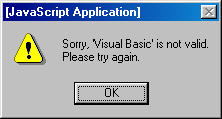 [JavaScript Application]
Sorry, 'Visual Basic' is not valid.
Please try again.
OK